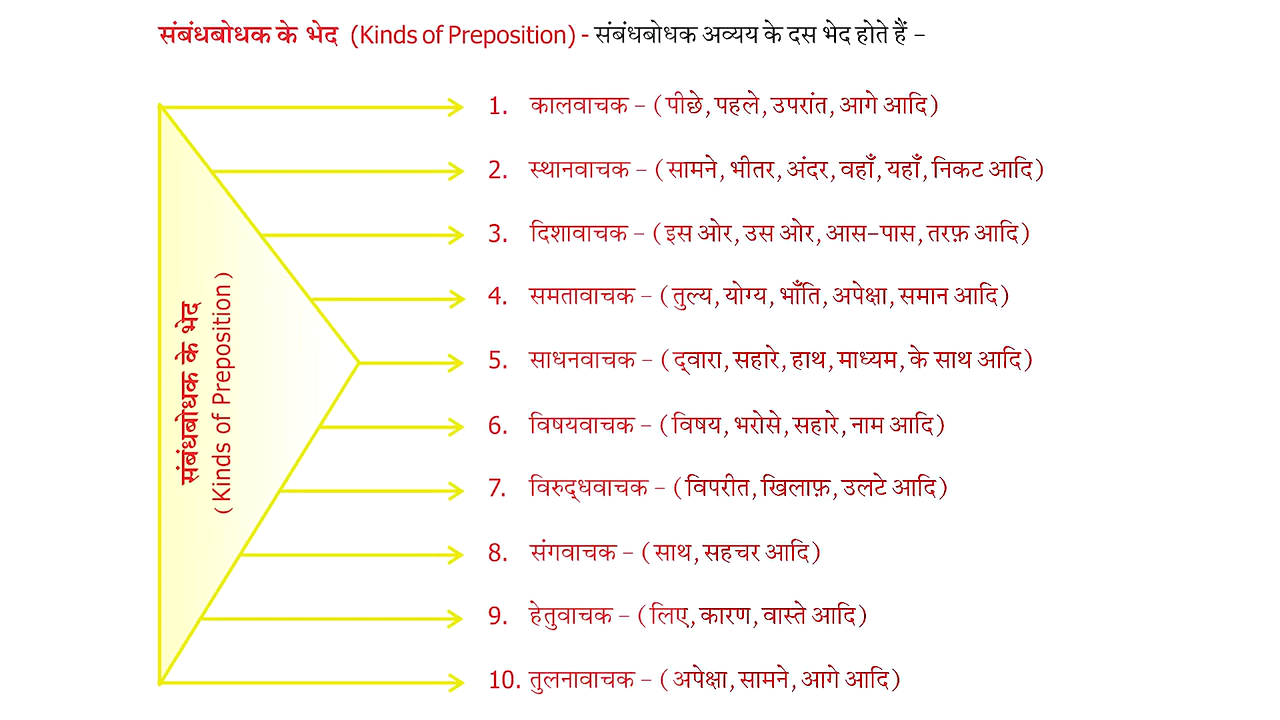 संबंधबोधक के भेद (Kinds of Preposition) - संबंधबोधक अव्यय के दस भेद होते हैं –
संबंधबोधक के भेद
( Kinds of Preposition )
1. कालवाचक – ( पीछे, पहले, उपरांत, आगे आदि )
2. स्थानवाचक – ( सामने, भीतर, अंदर, वहाँ, यहाँ, निकट आदि )
3. दिशावाचक – ( इस ओर, उस ओर, आस-पास, तरफ़ आदि )
4. समतावाचक – ( तुल्य, योग्य, भाँति, अपेक्षा, समान आदि )
5. साधनवाचक – ( द्‌वारा, सहारे, हाथ, माध्यम, के साथ आदि )
6. विषयवाचक – ( विषय, भरोसे, सहारे, नाम आदि )
7. विरुद्‌धवाचक – ( विपरीत, खिलाफ़, उलटे आदि )
8. संगवाचक – ( साथ, सहचर आदि )
9. हेतुवाचक – ( लिए, कारण, वास्ते आदि )
10. तुलनावाचक – ( अपेक्षा, सामने, आगे आदि )